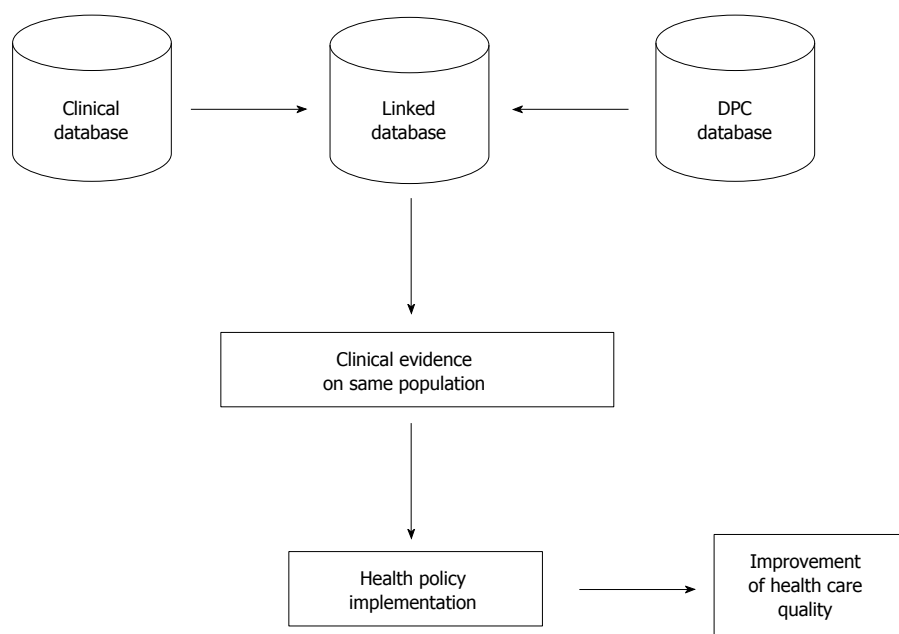 Clinical
database
Linked
database
DPC
database
Clinical evidence
on same population
Health policy
implementation
Improvement
of health care
quality